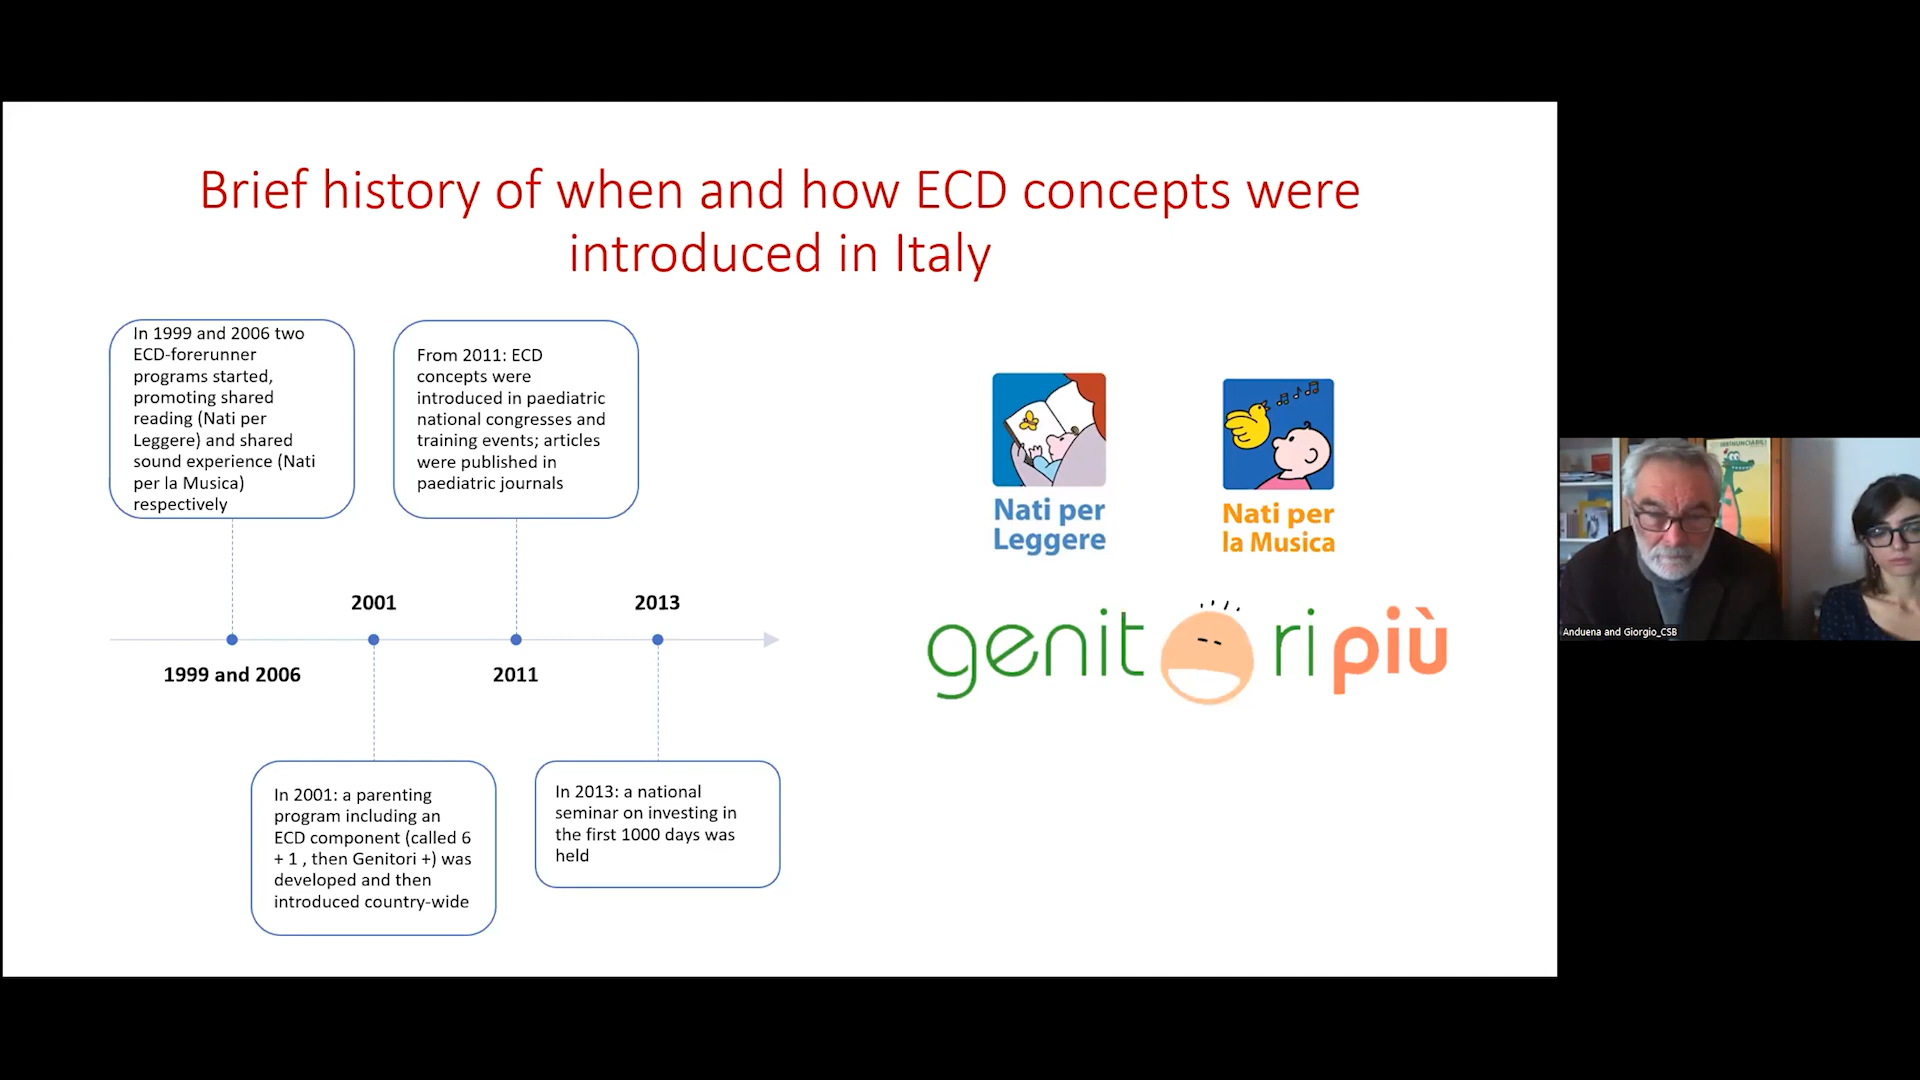 Brief history of when and how ECD concepts were
introduced in Italy
In 1999 and 2006 two
ECD-forerunner
programs started,
promoting shared
reading (Nati per
Leggere) and shared
sound experience (Nati
per la Musica)
respectively
From 2011: ECD
concepts were
introduced in paediatric
national congresses and
training events; articles
were published in
paediatric journals
2001
2013
1999 and 2006
2011
In 2001: a parenting
program including an
ECD component (called 6
+ 1 , then Genitori +) was
developed and then
introduced country-wide
In 2013: a national
seminar on investing in
the first 1000 days was
held
Nati per
Leggere
Nati per
la Musica
genitori più
Anduena and Giorgio_CSB